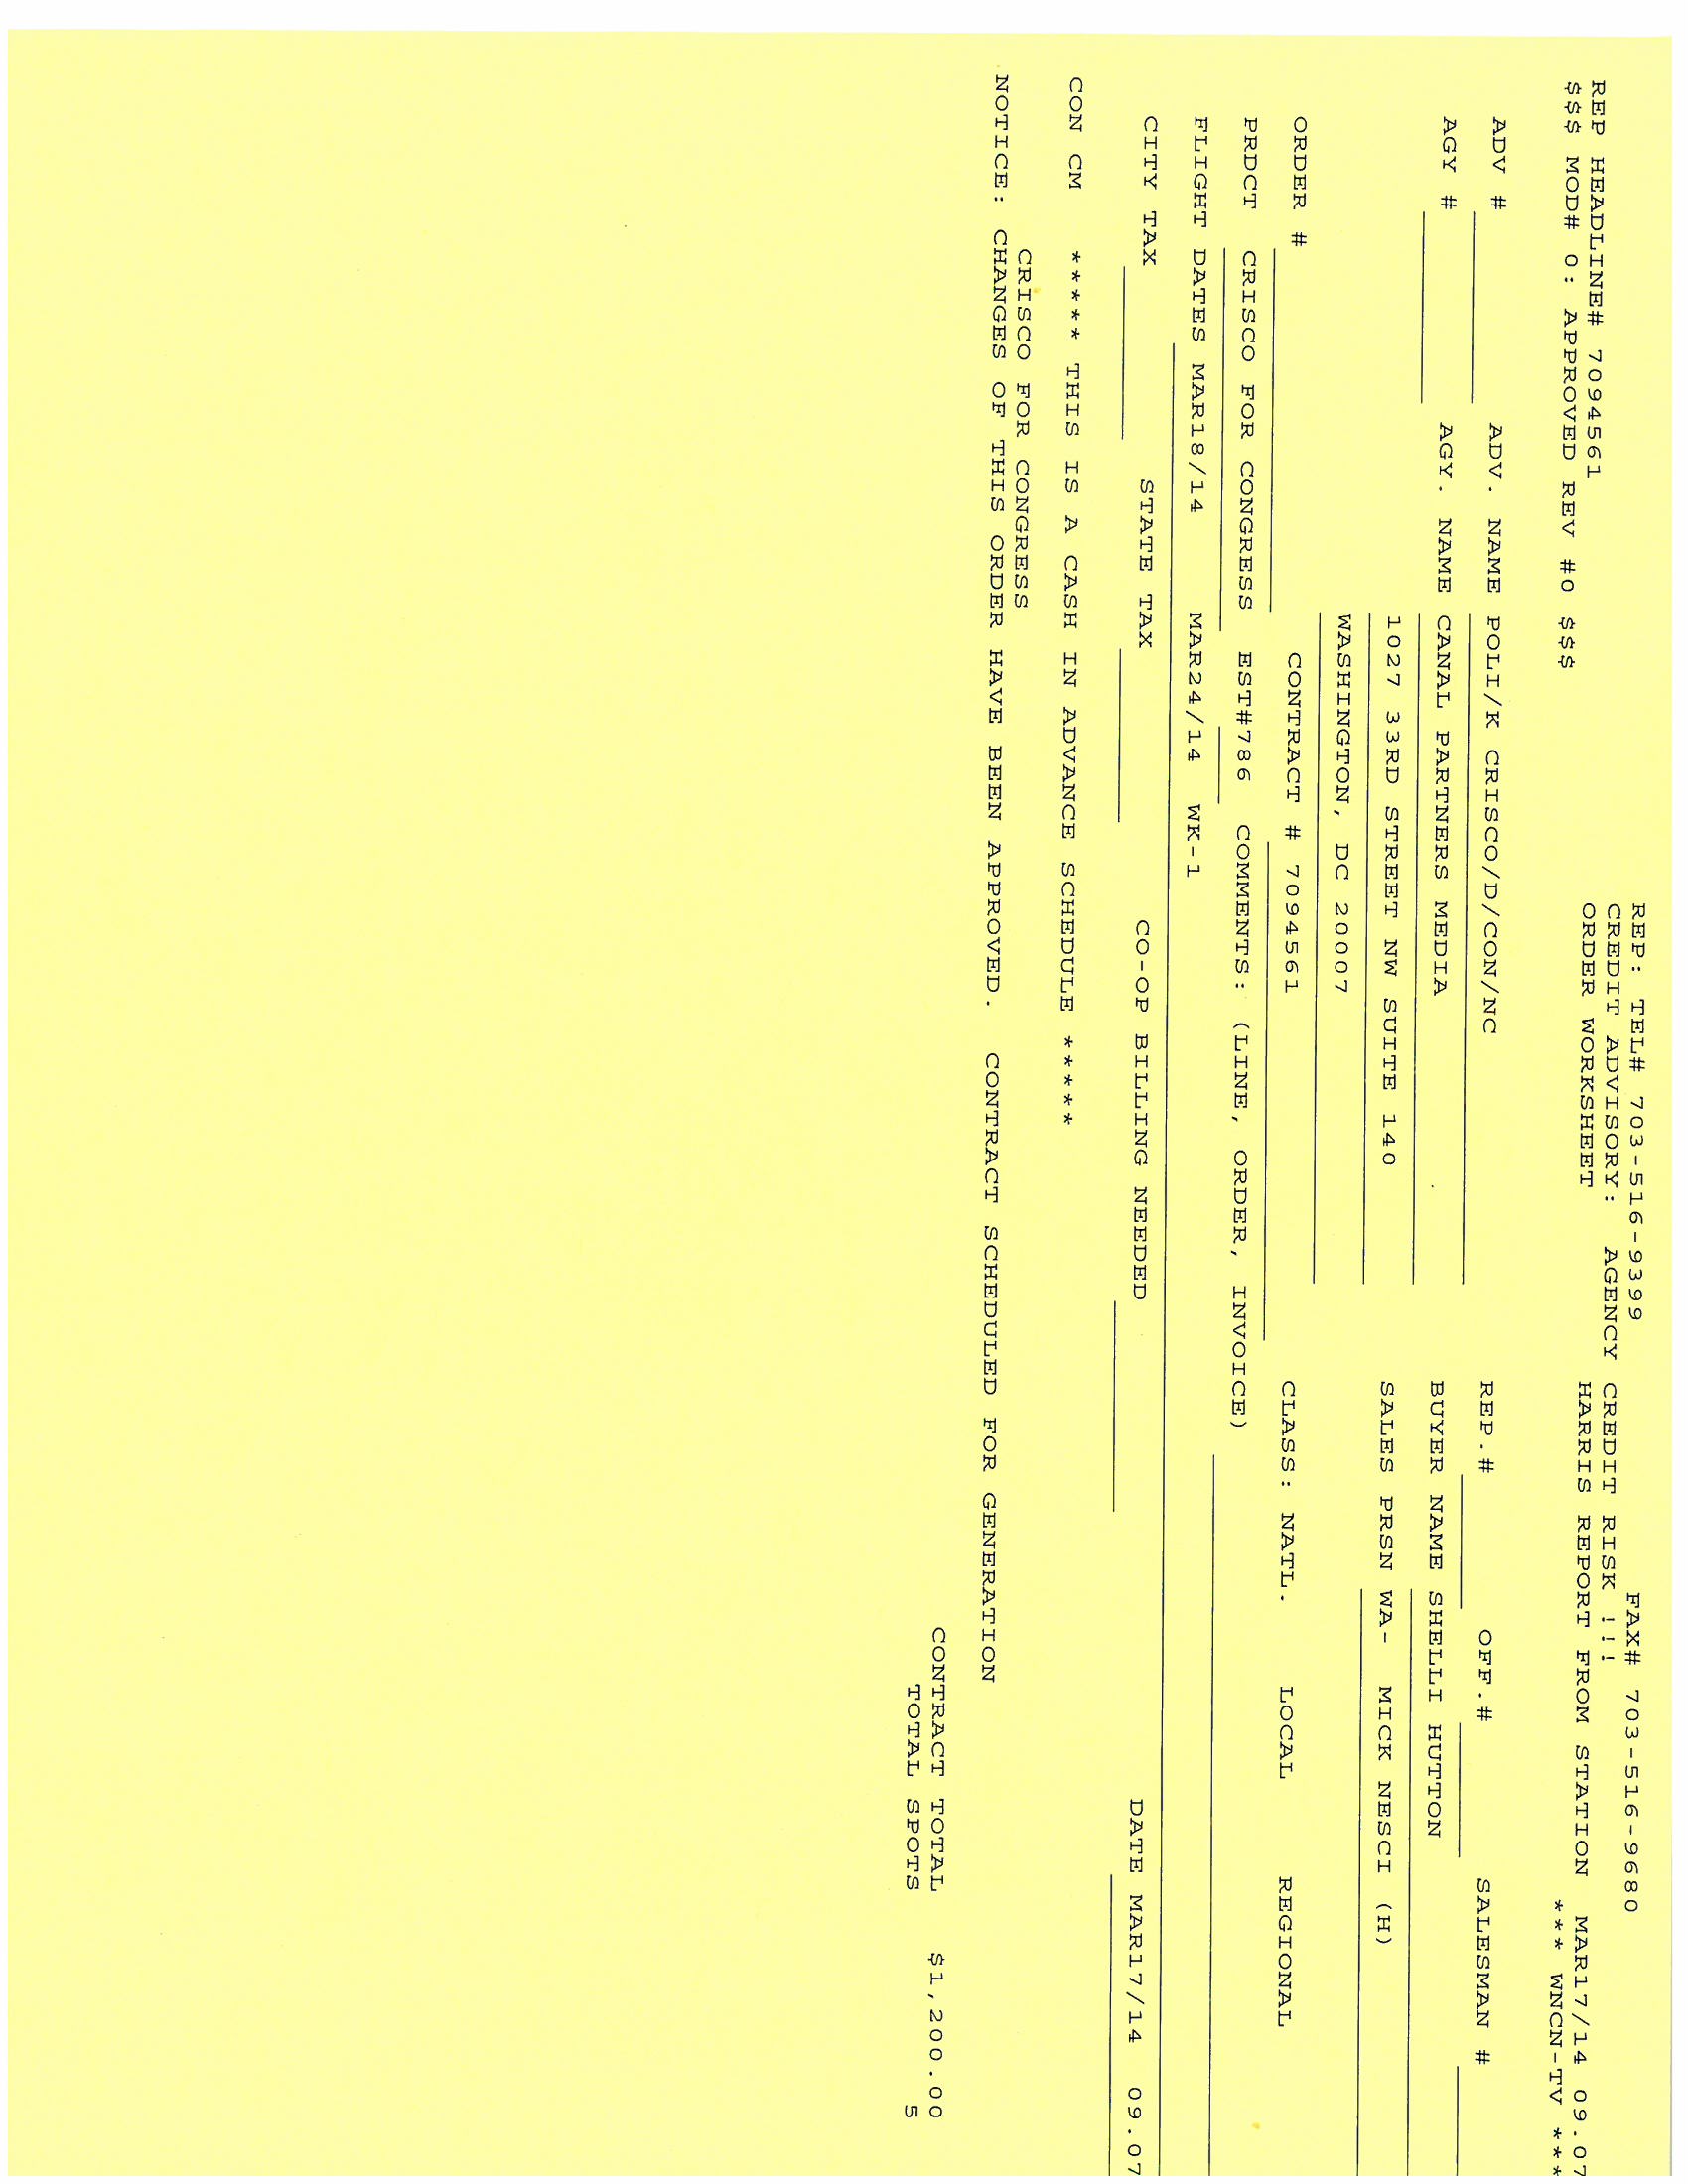 REP: TEL# 703-516-9399 FAX# 703-516-9680
CREDIT ADVISORY: AGENCY CREDIT RISK !!!
REP HEADLINE# 7094561 ORDER WORKSHEET HARRIS REPORT FROM STATION MAR17/14 09.07
$$$ MOD# 0: APPROVED REV #0 $$$ *** WNCN-TV ***
ADV # ADV. NAME POLI/K CRISCO/D/CON/NC REP.# OFF.# SALESMAN #
AGY # AGY. NAME CANAL PARTNERS MEDIA BUYER NAME SHELLI HUTTON
1027 33RD STREET NW SUITE 140 SALES PRSN WA- MICK NESCI (H)
WASHINGTON, DC 20007
ORDER # CONTRACT # 7094561 CLASS: NATL. LOCAL REGIONAL
PRDCT CRISCO FOR CONGRESS EST#786 COMMENTS: (LINE, ORDER, INVOICE)
FLIGHT DATES MAR18/14 MAR24/14 WK-1
CITY TAX STATE TAX CO-OP BILLING NEEDED DATE MAR17/14 09.07
CON CM ***** THIS IS A CASH IN ADVANCE SCHEDULE *****
CRISCO FOR CONGRESS
NOTICE: CHANGES OF THIS ORDER HAVE BEEN APPROVED. CONTRACT SCHEDULED FOR GENERATION
CONTRACT TOTAL $1,200.00
TOTAL SPOTS 5